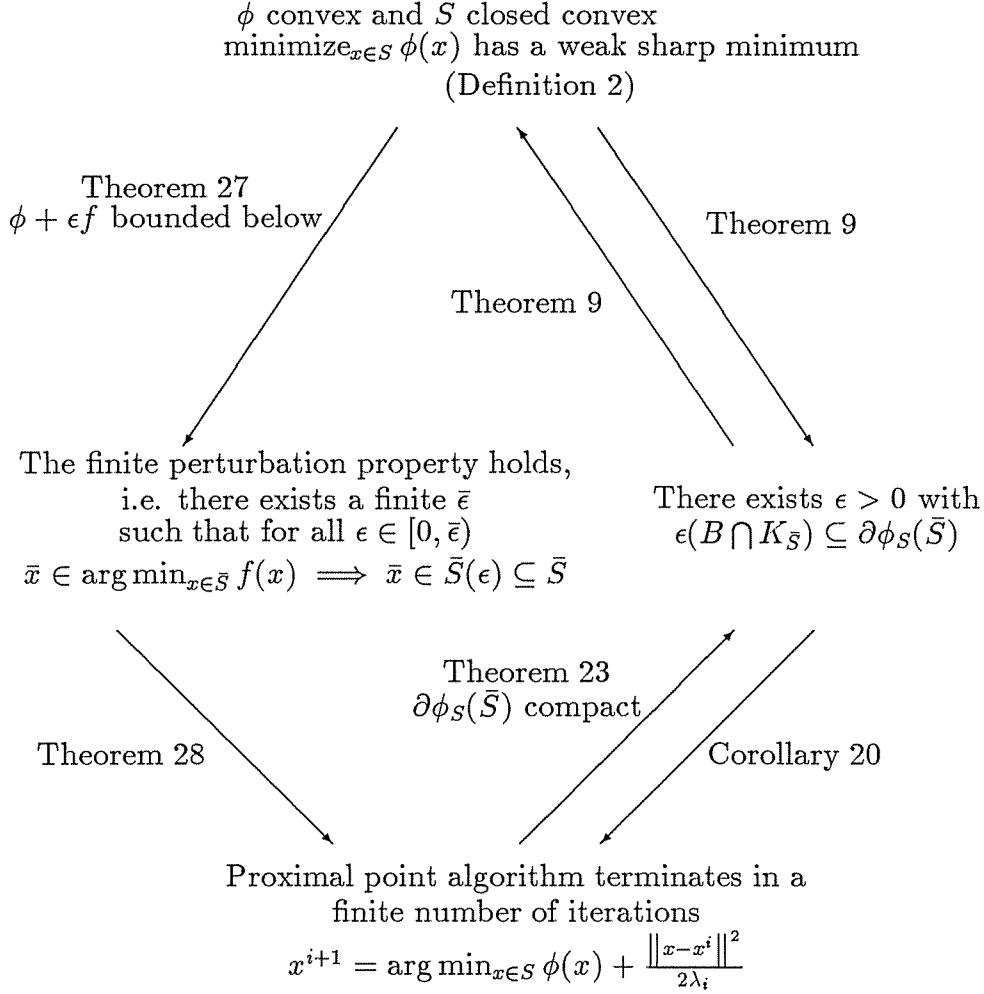 ϕ convex and S closed convex
minimize_{x∈S} ϕ(x) has a weak sharp minimum
(Definition 2)
Theorem 27
ϕ + ϵf bounded below
Theorem 9
Theorem 9
The finite perturbation property holds,
i.e. there exists a finite ϵ̄
such that for all ϵ ∈ [0, ϵ̄)
x̄ ∈ arg min_{x∈S̄} f(x) ⟹ x̄ ∈ S̄(ϵ) ⊆ S̄
There exists ϵ > 0 with
ϵ(B ⋂ K_{S̄}) ⊆ ∂ϕ_S(S̄)
Theorem 23
∂ϕ_S(S̄) compact
Theorem 28
Corollary 20
Proximal point algorithm terminates in a
finite number of iterations
x^{i+1} = arg min_{x∈S} ϕ(x) + ‖x−x^i‖^2 / 2λ_i